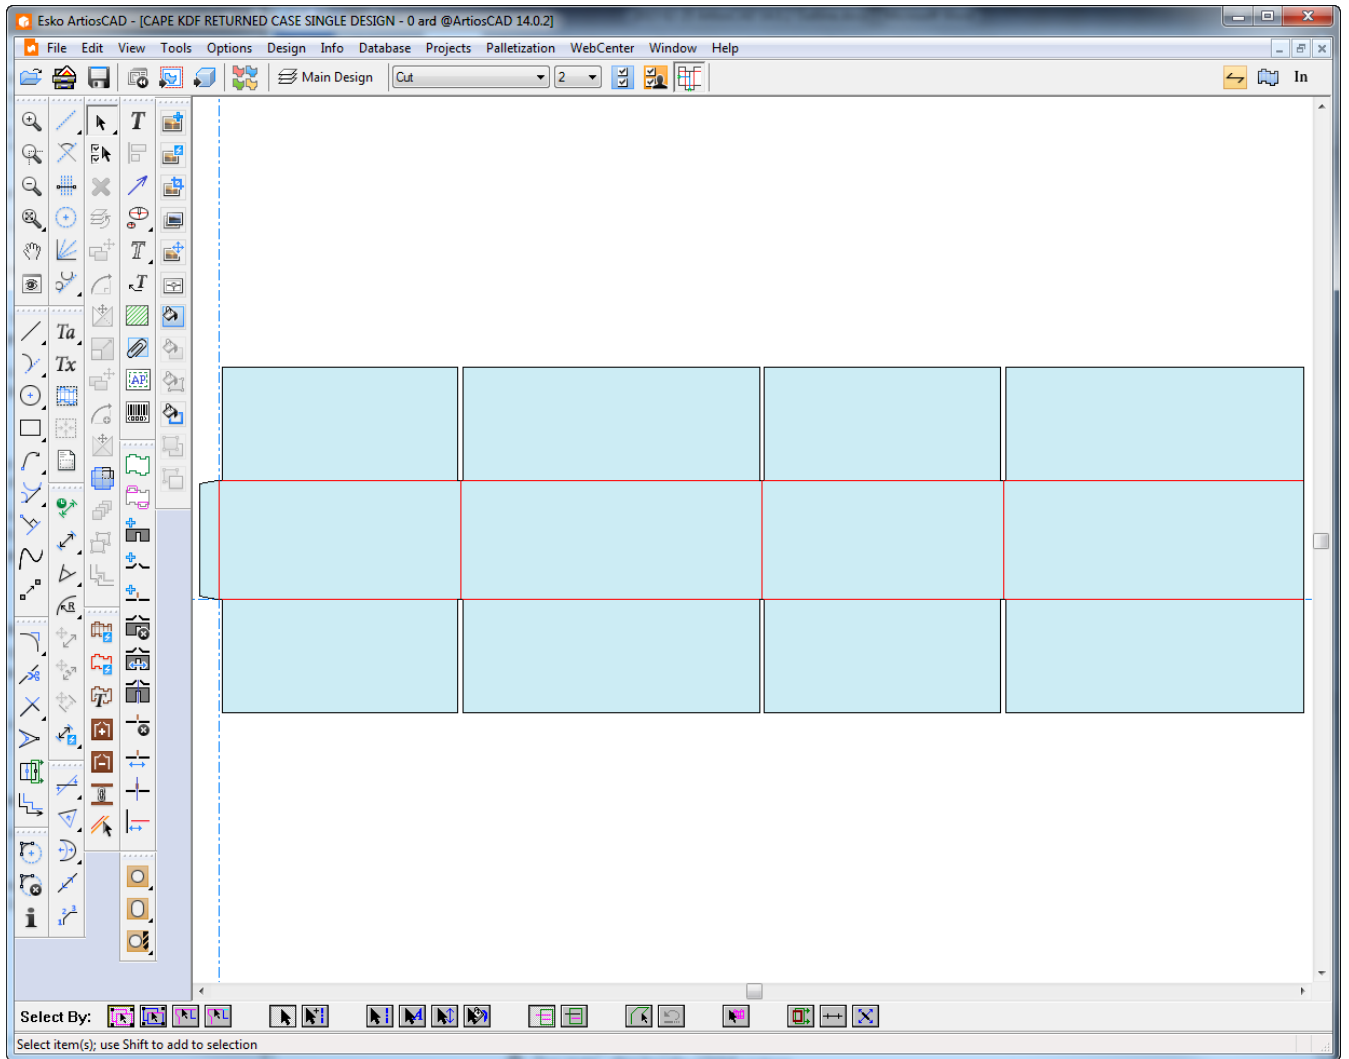 Esko ArtiosCAD - [CAPE KDF RETURNED CASE SINGLE DESIGN - 0 ard @ArtiosCAD 14.0.2]
File Edit View Tools Options Design Info Database Projects Palletization WebCenter Window Help
Main Design Cut 2 In
T
T
T
Ta
Tx
AP
R
T
Select By:
Select item(s); use Shift to add to selection